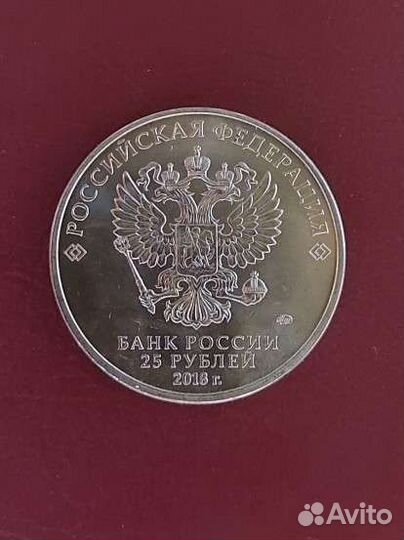 РОССИЙСКАЯ ФЕДЕРАЦИЯ
БАНК РОССИИ
25 РУБЛЕЙ
2018 г.
Avito